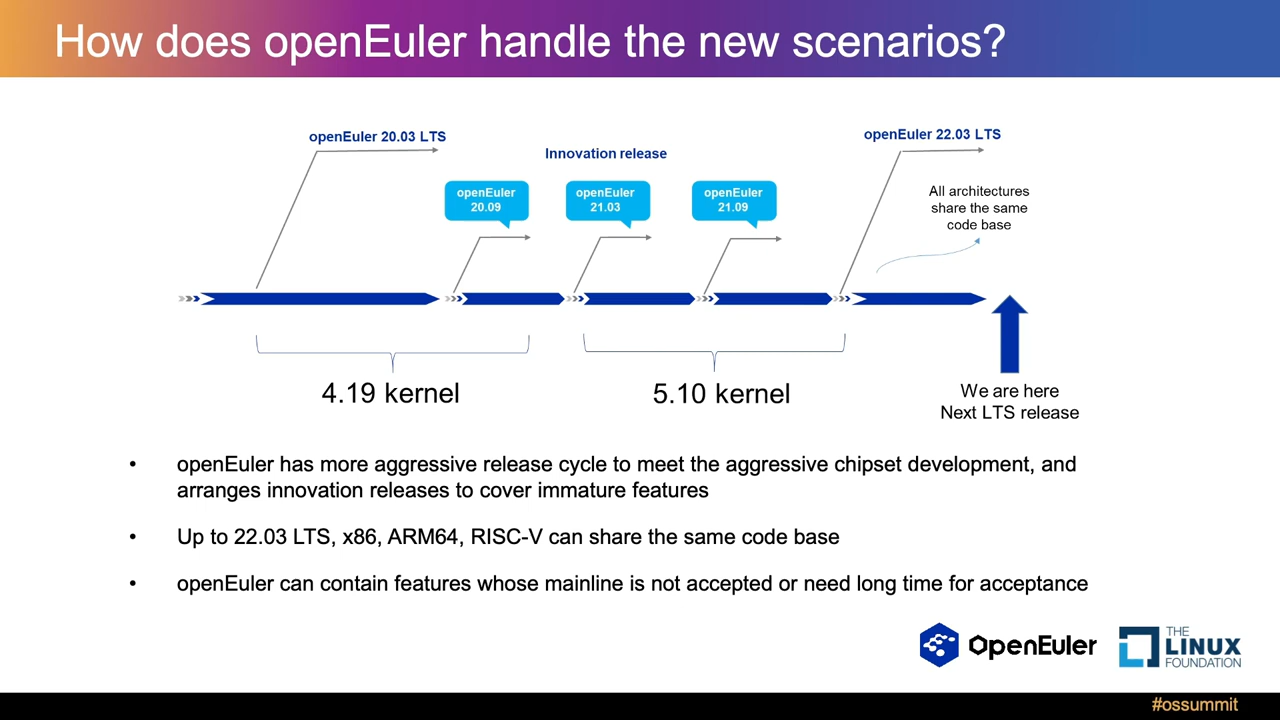 How does openEuler handle the new scenarios?
openEuler 20.03 LTS
Innovation release
openEuler 22.03 LTS
openEuler
20.09
openEuler
21.03
openEuler
21.09
All architectures
share the same
code base
4.19 kernel
5.10 kernel
We are here
Next LTS release
• openEuler has more aggressive release cycle to meet the aggressive chipset development, and
arranges innovation releases to cover immature features
• Up to 22.03 LTS, x86, ARM64, RISC-V can share the same code base
• openEuler can contain features whose mainline is not accepted or need long time for acceptance
OpenEuler
THE
LINUX
FOUNDATION
#ossummit